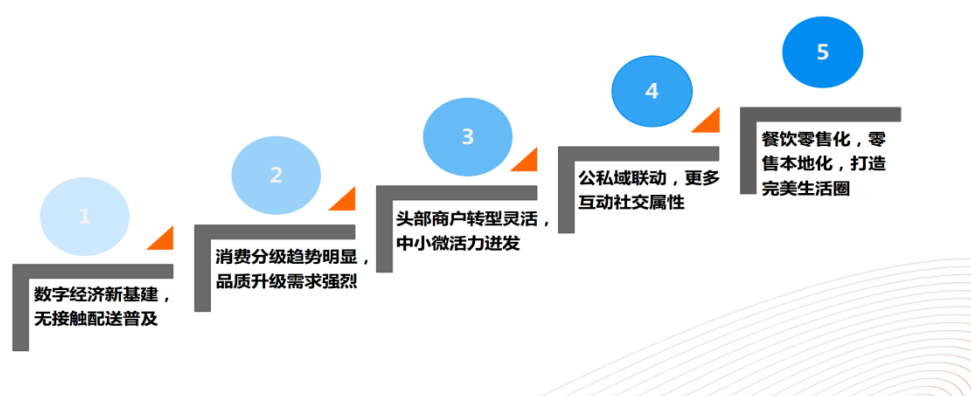 1
数字经济新基建，
无接触配送普及
2
消费分级趋势明显，
品质升级需求强烈
3
头部商户转型灵活，
中小微活力迸发
4
公私域联动，更多
互动社交属性
5
餐饮零售化，零
售本地化，打造
完美生活圈